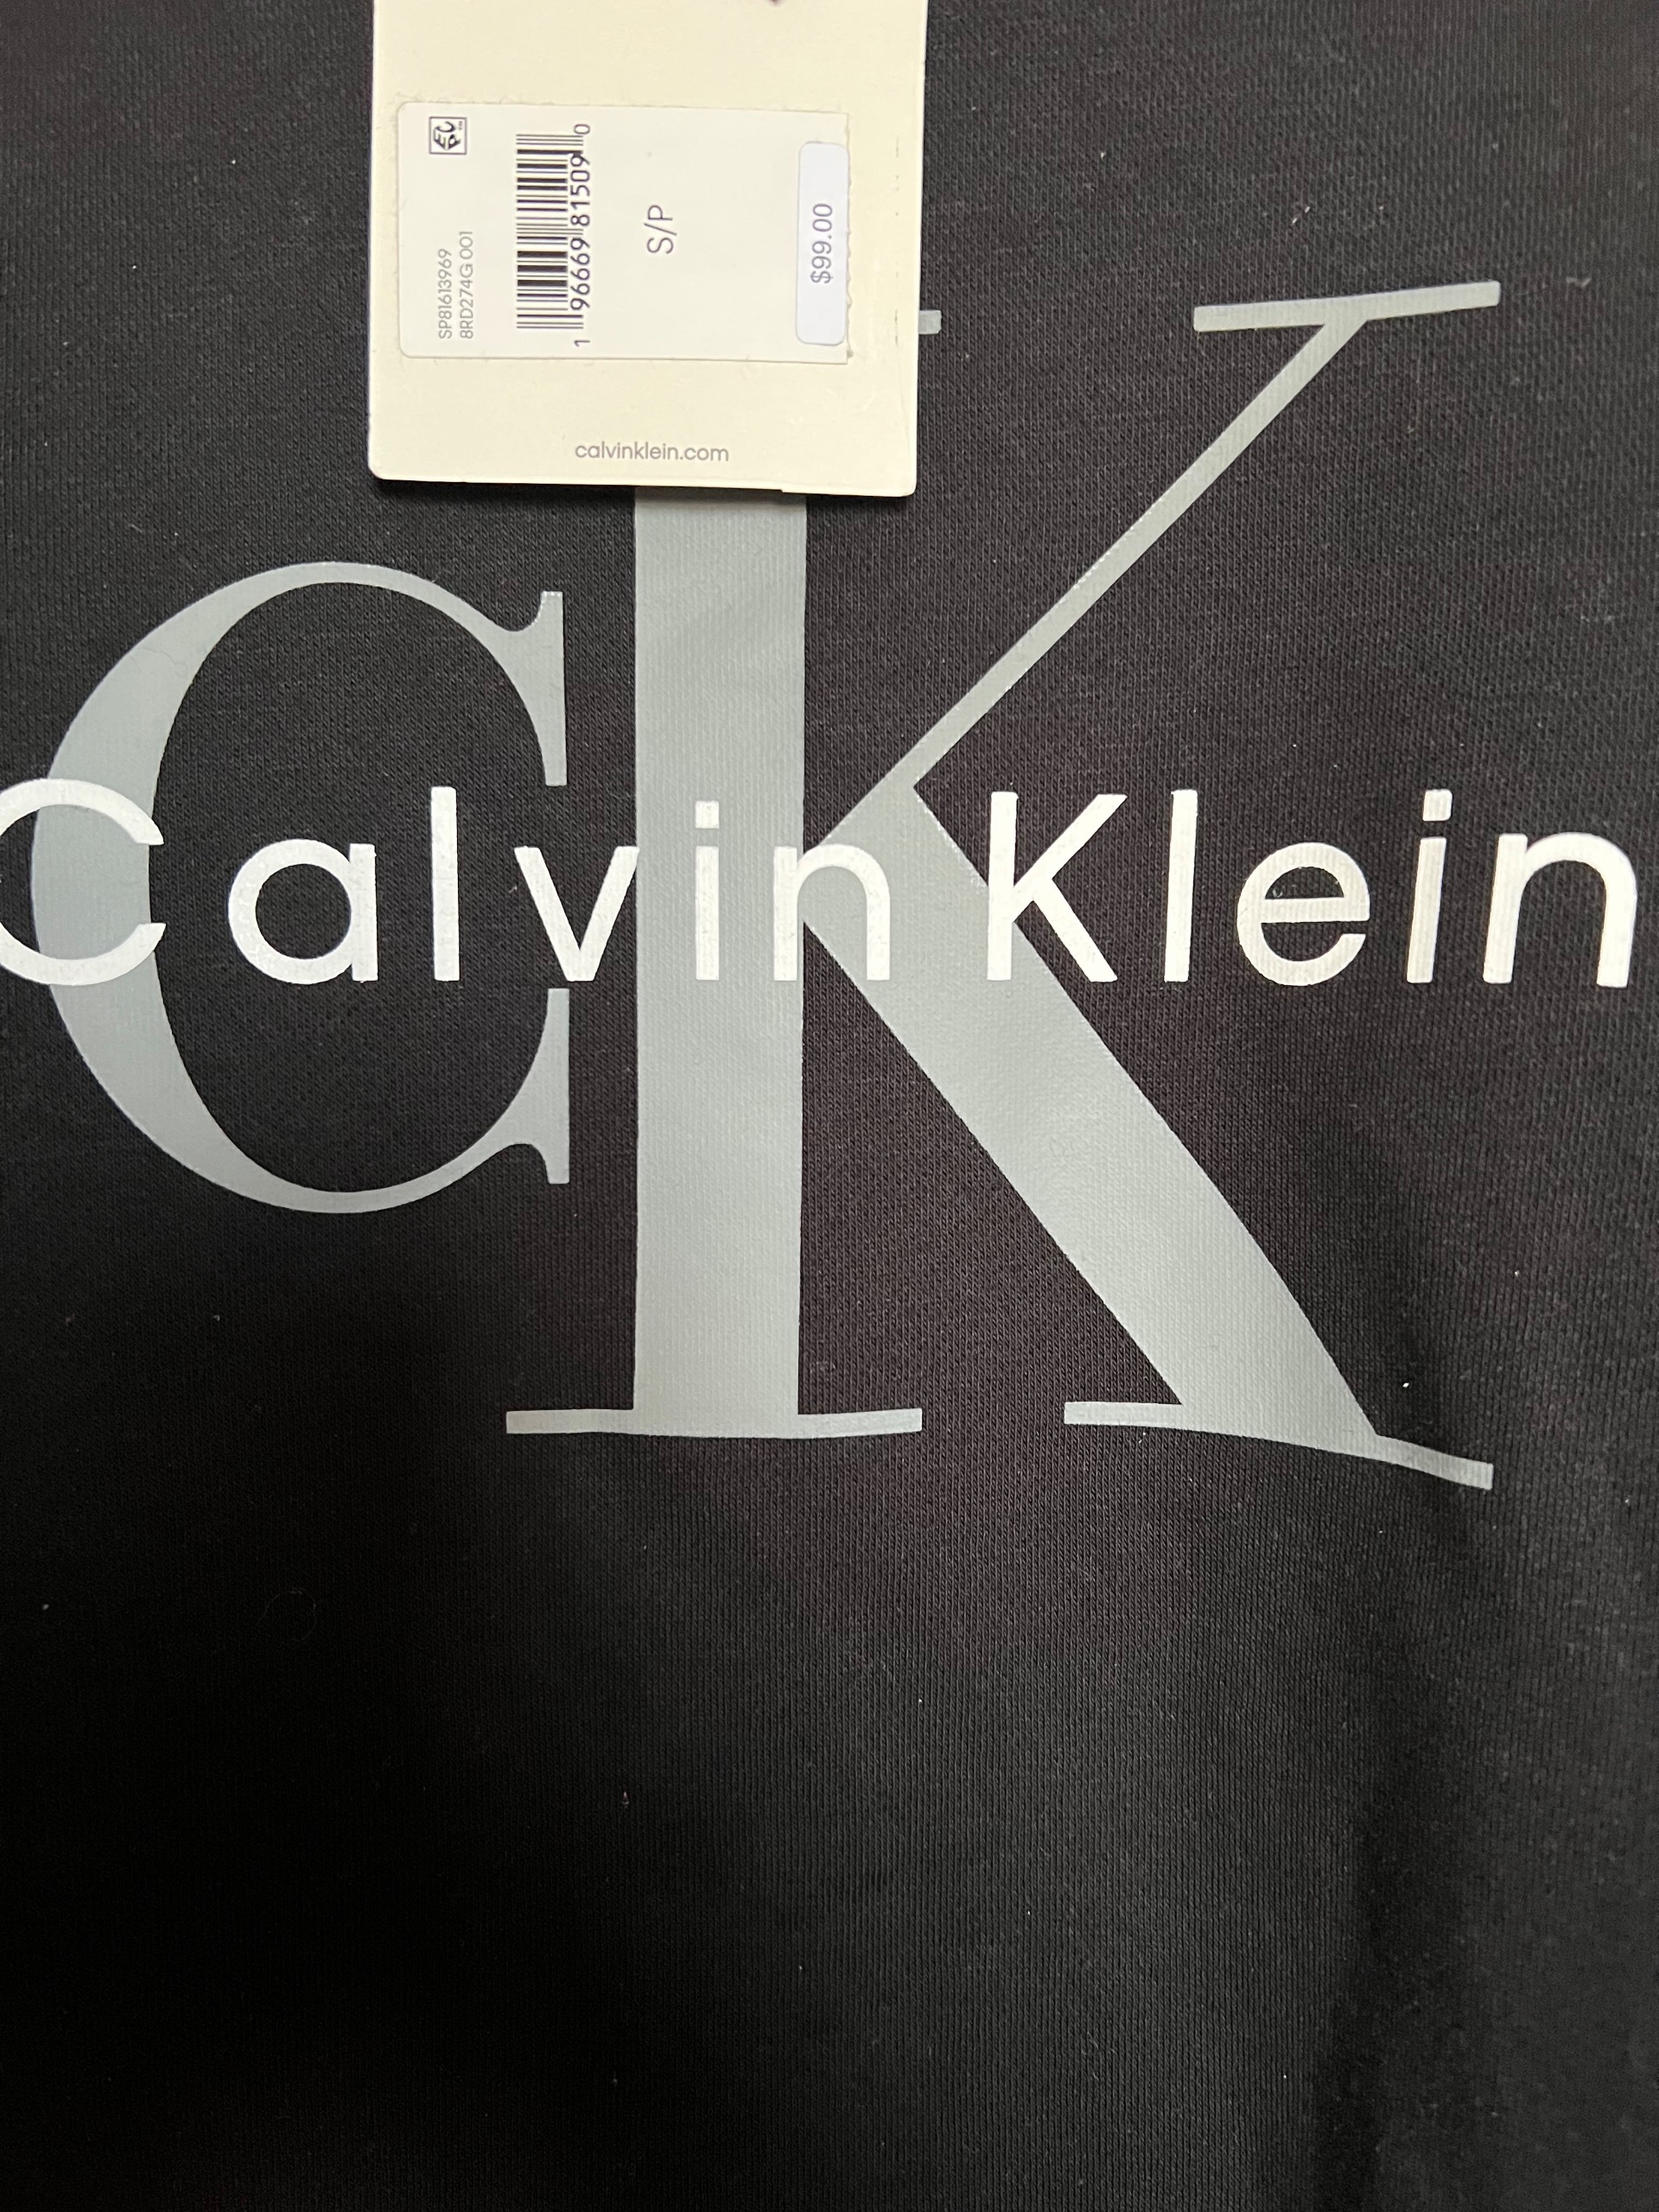 SP81613969
8RD274G 001
1 96669 81509 0
S/P
$99.00
calvinklein.com
CK
Calvin Klein